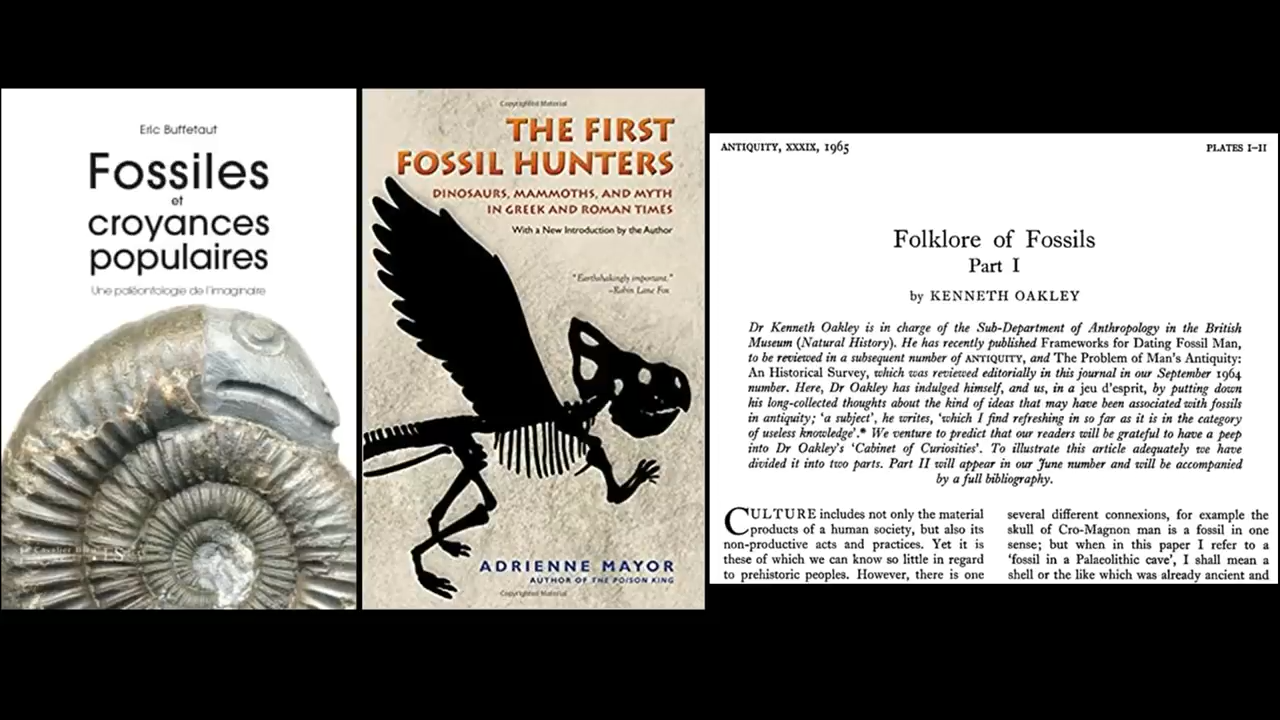 Eric Buffetaut
Fossiles
et
croyances
populaires
Une paléontologie de l'imaginaire
Copyrighted Material
THE FIRST
FOSSIL HUNTERS
DINOSAURS, MAMMOTHS, AND MYTH
IN GREEK AND ROMAN TIMES
With a New Introduction by the Author
"Earthshakingly important."
–Robin Lane Fox
ADRIENNE MAYOR
AUTHOR OF THE POISON KING
Copyrighted Material
ANTIQUITY, XXXIX, 1965
PLATES I–II
Folklore of Fossils
Part I
by KENNETH OAKLEY
Dr Kenneth Oakley is in charge of the Sub-Department of Anthropology in the British
Museum (Natural History). He has recently published Frameworks for Dating Fossil Man,
to be reviewed in a subsequent number of ANTIQUITY, and The Problem of Man's Antiquity:
An Historical Survey, which was reviewed editorially in this journal in our September 1964
number. Here, Dr Oakley has indulged himself, and us, in a jeu d'esprit, by putting down
his long-collected thoughts about the kind of ideas that may have been associated with fossils
in antiquity; 'a subject', he writes, 'which I find refreshing in so far as it is in the category
of useless knowledge'.* We venture to predict that our readers will be grateful to have a peep
into Dr Oakley's 'Cabinet of Curiosities'. To illustrate this article adequately we have
divided it into two parts. Part II will appear in our June number and will be accompanied
by a full bibliography.
CULTURE includes not only the material
products of a human society, but also its
non-productive acts and practices. Yet it is
these of which we can know so little in regard
to prehistoric peoples. However, there is one
several different connexions, for example the
skull of Cro-Magnon man is a fossil in one
sense; but when in this paper I refer to a
'fossil in a Palaeolithic cave', I shall mean a
shell or the like which was already ancient and